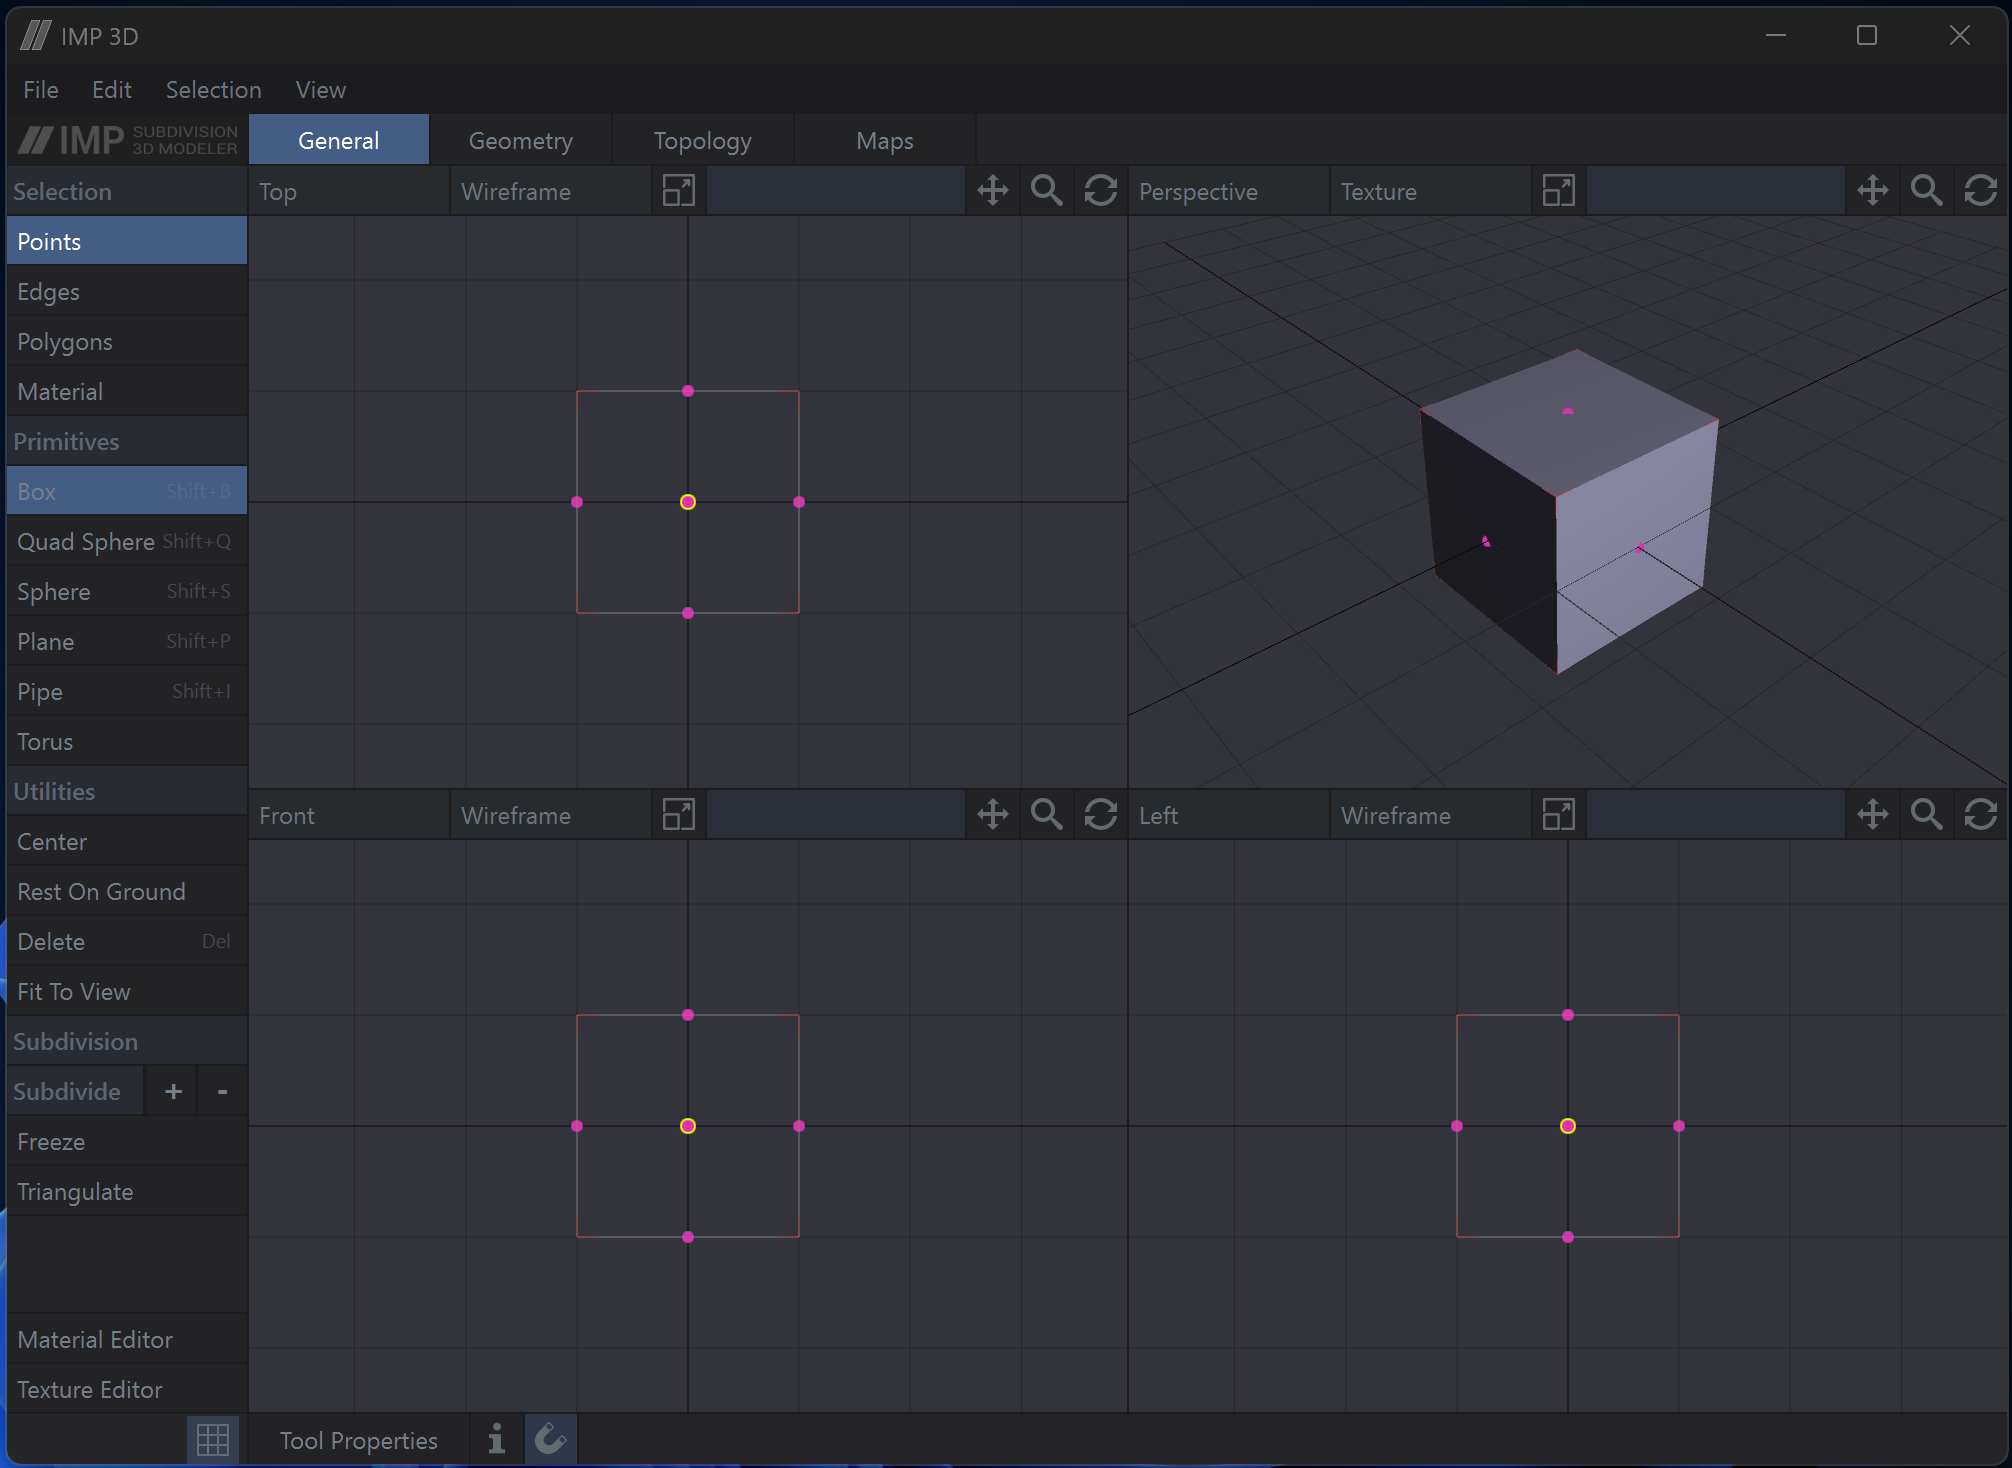 IMP 3D
File Edit Selection View
IMP SUBDIVISION
3D MODELER
General Geometry Topology Maps
Selection
Top Wireframe
Perspective Texture
Points
Edges
Polygons
Material
Primitives
Box Shift+B
Quad Sphere Shift+Q
Sphere Shift+S
Plane Shift+P
Pipe Shift+I
Torus
Utilities
Front Wireframe
Left Wireframe
Center
Rest On Ground
Delete Del
Fit To View
Subdivision
Subdivide + -
Freeze
Triangulate
Material Editor
Texture Editor
Tool Properties